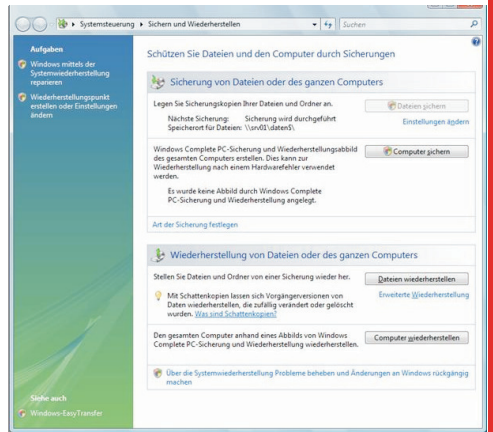 Systemsteuerung ▸ Sichern und Wiederherstellen
Suchen
Aufgaben
Windows mittels der
Systemwiederherstellung
reparieren
Wiederherstellungspunkt
erstellen oder Einstellungen
ändern
Siehe auch
Windows-EasyTransfer
Schützen Sie Dateien und den Computer durch Sicherungen
Sicherung von Dateien oder des ganzen Computers
Legen Sie Sicherungskopien Ihrer Dateien und Ordner an.
Dateien sichern
Nächste Sicherung: Sicherung wird durchgeführt
Speicherort für Dateien: \\srv01\daten$\
Einstellungen ändern
Windows Complete PC-Sicherung und Wiederherstellungsabbild
des gesamten Computers erstellen. Dies kann zur
Wiederherstellung nach einem Hardwarefehler verwendet
werden.
Computer sichern
Es wurde keine Abbild durch Windows Complete
PC-Sicherung und Wiederherstellung angelegt.
Art der Sicherung festlegen
Wiederherstellung von Dateien oder des ganzen Computers
Stellen Sie Dateien und Ordner von einer Sicherung wieder her.
Dateien wiederherstellen
Mit Schattenkopien lassen sich Vorgängerversionen von
Daten wiederherstellen, die zufällig verändert oder gelöscht
wurden. Was sind Schattenkopien?
Erweiterte Wiederherstellung
Den gesamten Computer anhand eines Abbilds von Windows
Complete PC-Sicherung und Wiederherstellung wiederherstellen.
Computer wiederherstellen
Über die Systemwiederherstellung Probleme beheben und Änderungen an Windows rückgängig
machen